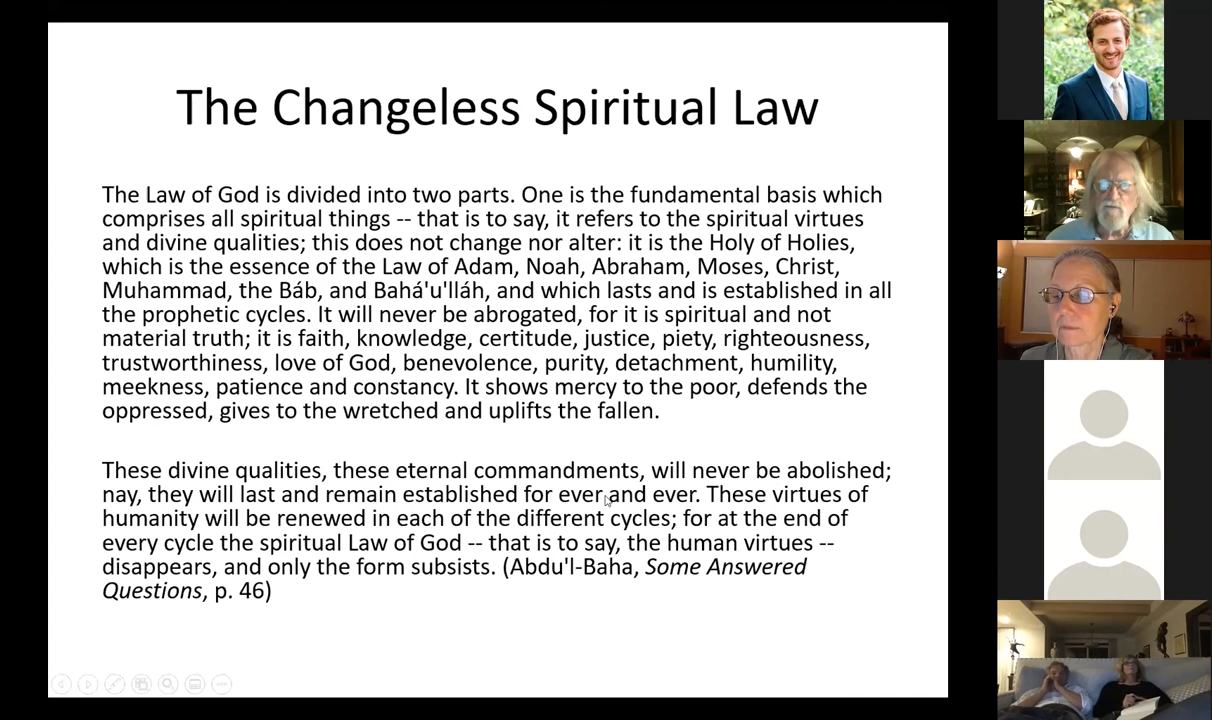 The Changeless Spiritual Law
The Law of God is divided into two parts. One is the fundamental basis which
comprises all spiritual things -- that is to say, it refers to the spiritual virtues
and divine qualities; this does not change nor alter: it is the Holy of Holies,
which is the essence of the Law of Adam, Noah, Abraham, Moses, Christ,
Muhammad, the Báb, and Bahá'u'lláh, and which lasts and is established in all
the prophetic cycles. It will never be abrogated, for it is spiritual and not
material truth; it is faith, knowledge, certitude, justice, piety, righteousness,
trustworthiness, love of God, benevolence, purity, detachment, humility,
meekness, patience and constancy. It shows mercy to the poor, defends the
oppressed, gives to the wretched and uplifts the fallen.
These divine qualities, these eternal commandments, will never be abolished;
nay, they will last and remain established for ever and ever. These virtues of
humanity will be renewed in each of the different cycles; for at the end of
every cycle the spiritual Law of God -- that is to say, the human virtues --
disappears, and only the form subsists. (Abdu'l-Baha, Some Answered
Questions, p. 46)